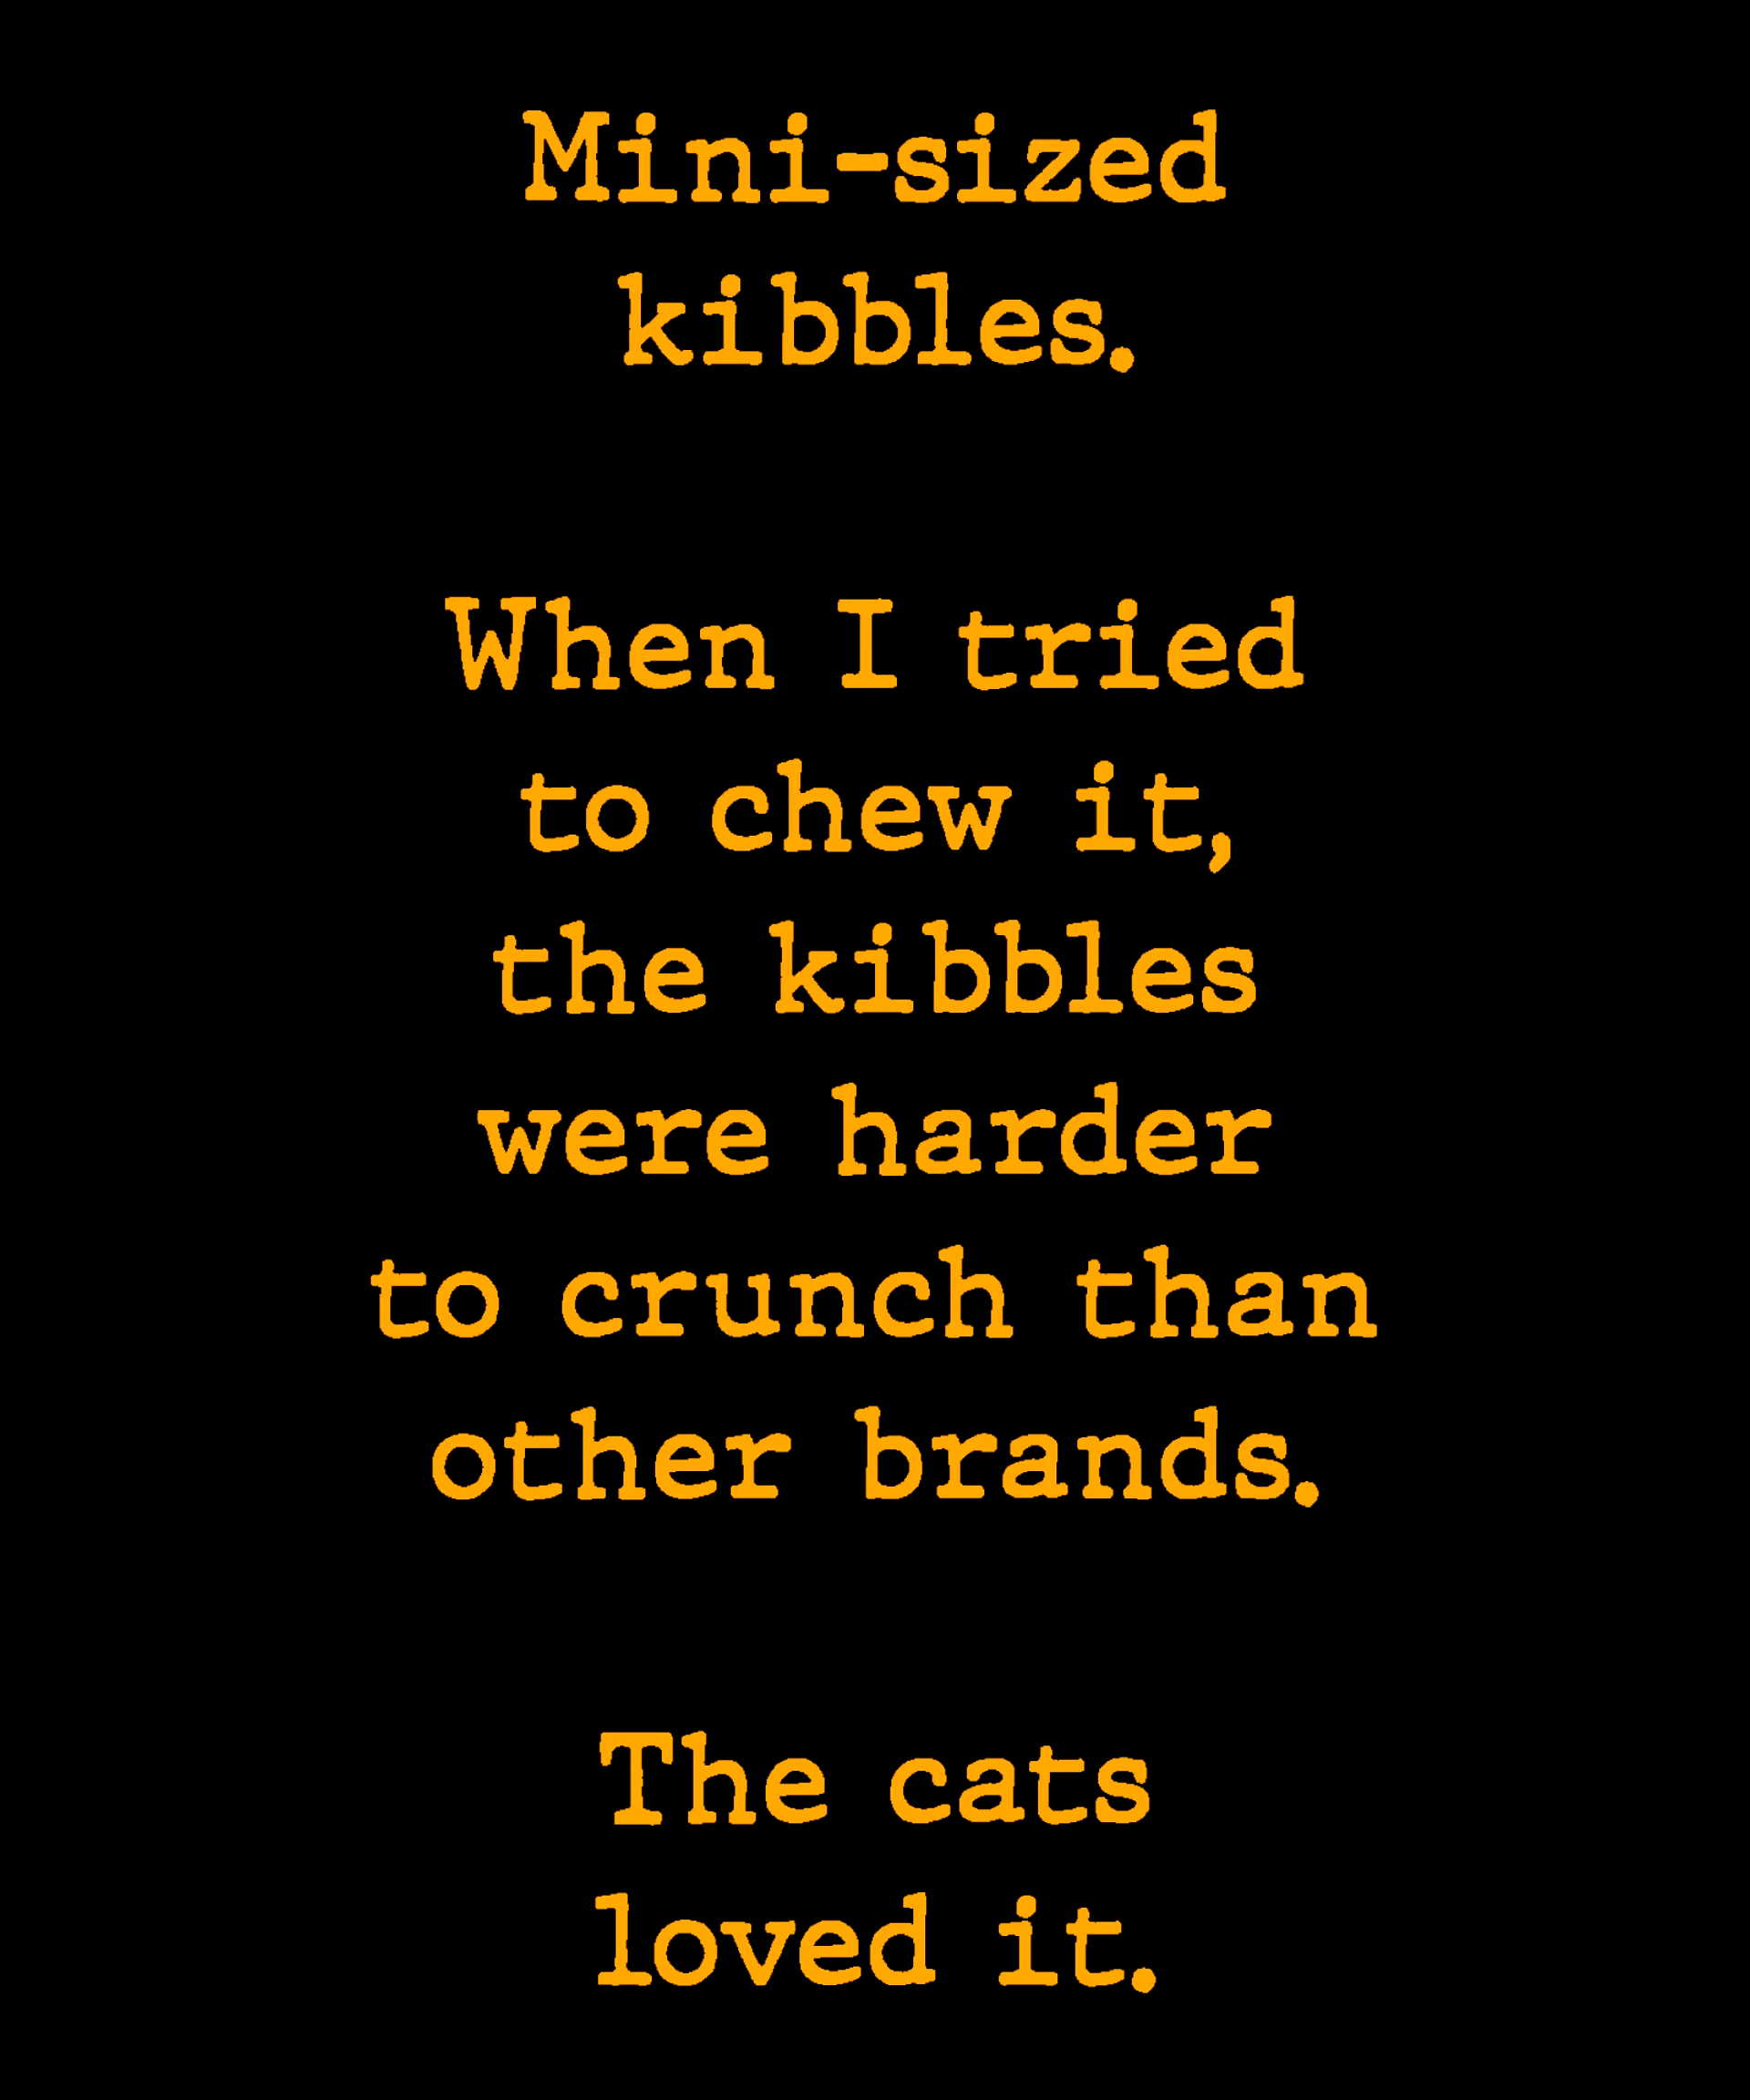 Mini-sized
kibbles.
When I tried
to chew it,
the kibbles
were harder
to crunch than
other brands.
The cats
loved it.